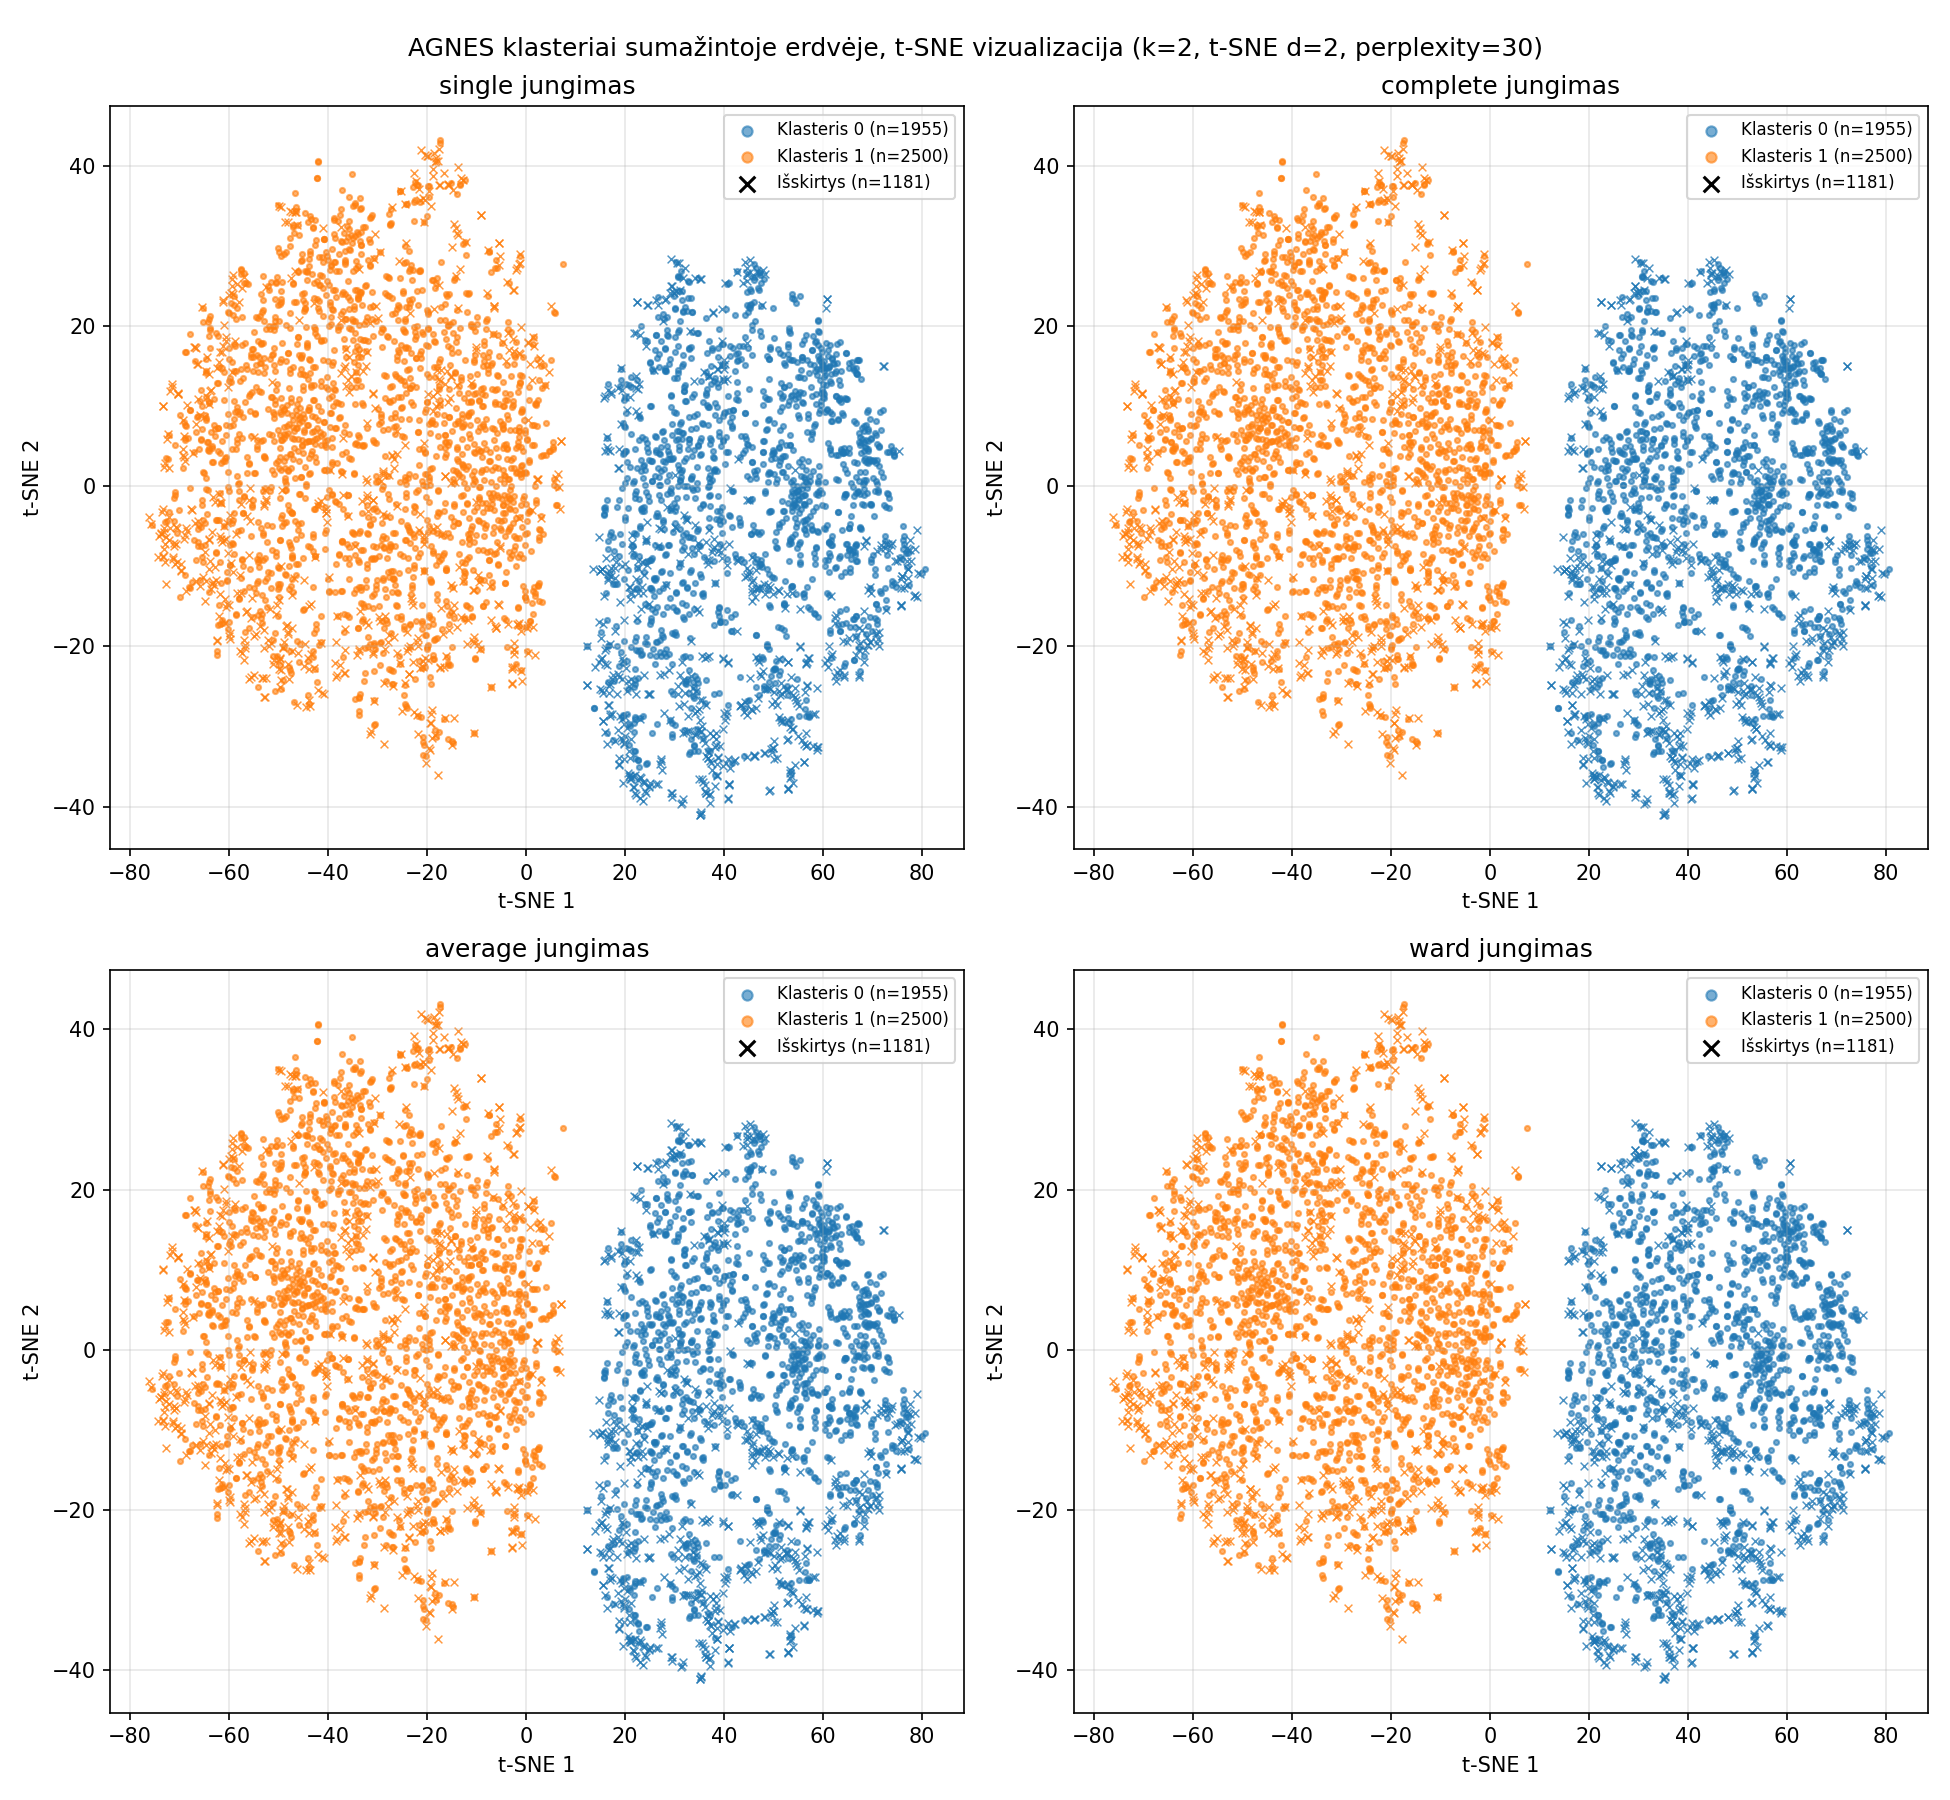 AGNES klasteriai sumažintoje erdvėje, t-SNE vizualizacija (k=2, t-SNE d=2, perplexity=30)
single jungimas
Klasteris 0 (n=1955)
Klasteris 1 (n=2500)
Išskirtys (n=1181)
40
20
0
−20
−40
t-SNE 2
−80 −60 −40 −20 0 20 40 60 80
t-SNE 1
complete jungimas
Klasteris 0 (n=1955)
Klasteris 1 (n=2500)
Išskirtys (n=1181)
40
20
0
−20
−40
t-SNE 2
−80 −60 −40 −20 0 20 40 60 80
t-SNE 1
average jungimas
Klasteris 0 (n=1955)
Klasteris 1 (n=2500)
Išskirtys (n=1181)
40
20
0
−20
−40
t-SNE 2
−80 −60 −40 −20 0 20 40 60 80
t-SNE 1
ward jungimas
Klasteris 0 (n=1955)
Klasteris 1 (n=2500)
Išskirtys (n=1181)
40
20
0
−20
−40
t-SNE 2
−80 −60 −40 −20 0 20 40 60 80
t-SNE 1